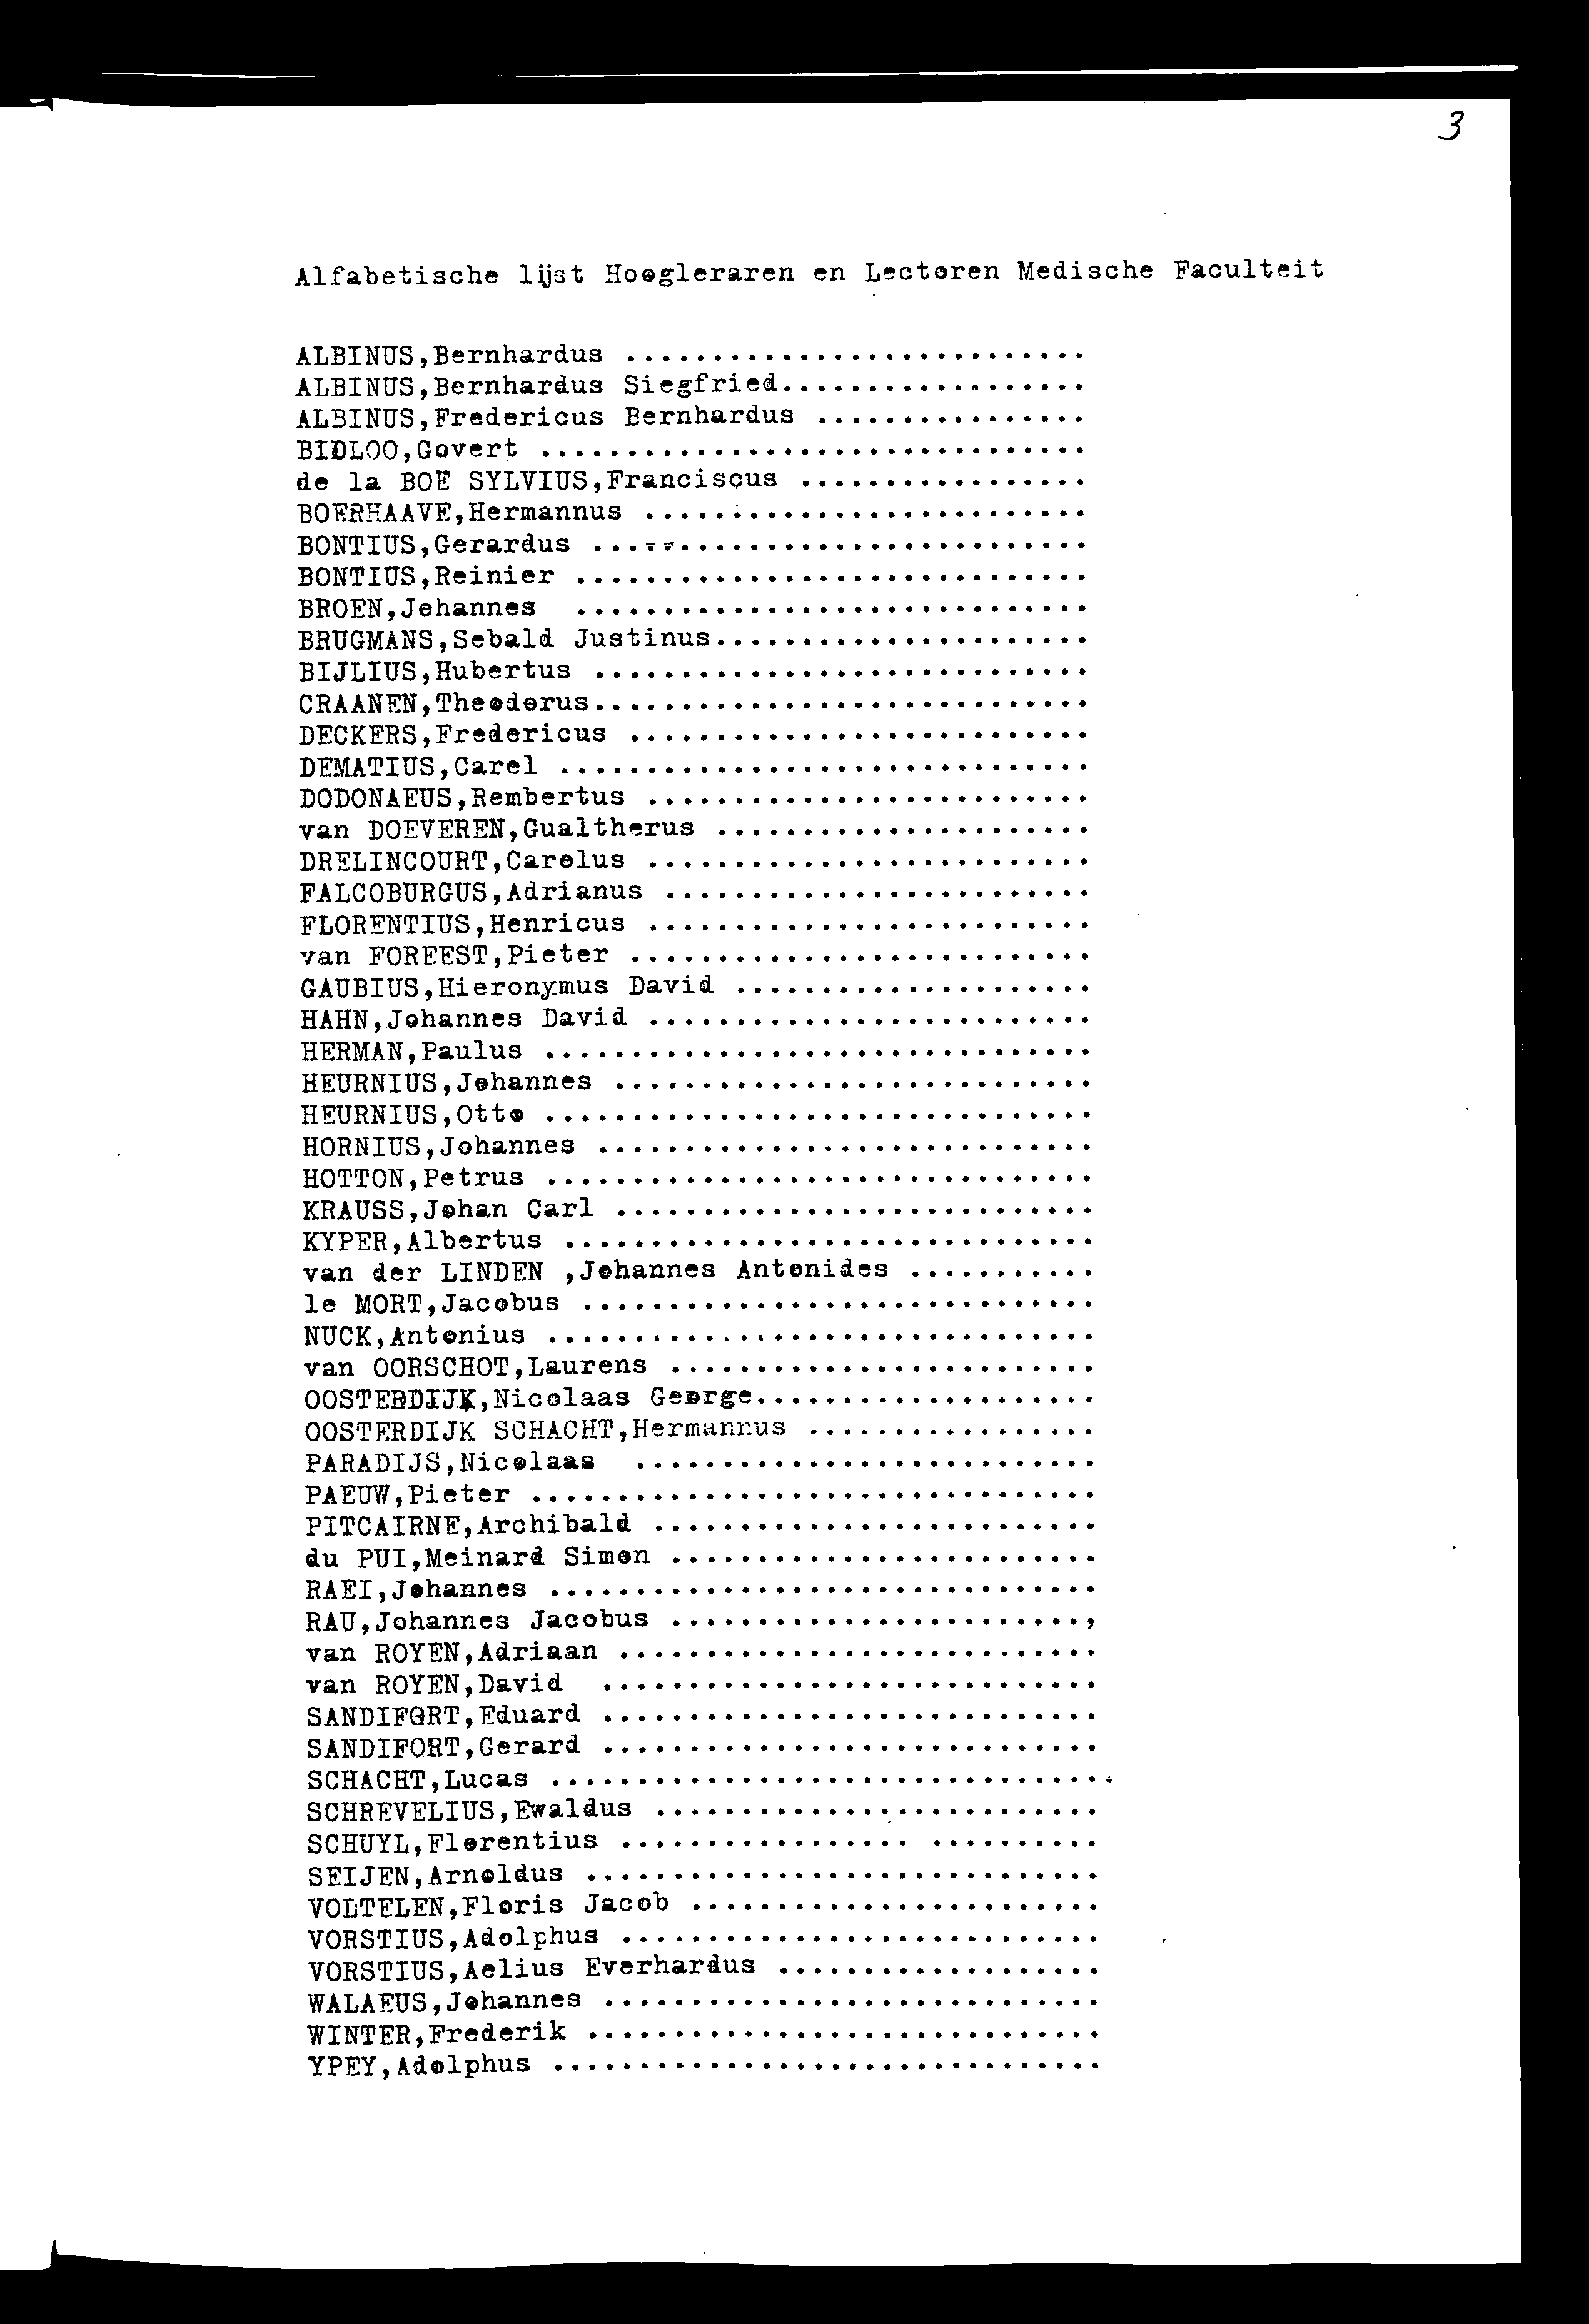 3
Alfabetische lijst Hoogleraren en Lectoren Medische Faculteit
ALBINUS,Bernhardus ...........................
ALBINUS,Bernhardus Siegfried..................
ALBINUS,Fredericus Bernhardus ................
BIDLOO,Govert ................................
de la BOE SYLVIUS,Franciscus .................
BOERHAAVE,Hermannus ..........................
BONTIUS,Gerardus .............................
BONTIUS,Reinier ..............................
BROEN,Johannes  ..............................
BRUGMANS,Sebald Justinus......................
BIJLIUS,Hubertus .............................
CRAANEN,Theodorus.............................
DECKERS,Fredericus ...........................
DEMATIUS,Carel ...............................
DODONAEUS,Rembertus ..........................
van DOEVEREN,Gualtherus ......................
DRELINCOURT,Carolus ..........................
FALCOBURGUS,Adrianus .........................
FLORENTIUS,Henricus ..........................
van FOREEST,Pieter ...........................
GAUBIUS,Hieronymus David .....................
HAHN,Johannes David ..........................
HERMAN,Paulus ................................
HEURNIUS,Johannes ............................
HEURNIUS,Otto ................................
HORNIUS,Johannes .............................
HOTTON,Petrus ................................
KRAUSS,Johan Carl ............................
KYPER,Albertus ...............................
van der LINDEN ,Johannes Antonides ...........
le MORT,Jacobus ..............................
NUCK,Antonius ................................
van OORSCHOT,Laurens .........................
OOSTERDIJK,Nicolaas George....................
OOSTERDIJK SCHACHT,Hermannus .................
PARADIJS,Nicolaas  ...........................
PAEUW,Pieter .................................
PITCAIRNE,Archibald ..........................
du PUI,Meinard Simon .........................
RAEI,Johannes ................................
RAU,Johannes Jacobus ........................,
van ROYEN,Adriaan ............................
van ROYEN,David  .............................
SANDIFORT,Eduard .............................
SANDIFORT,Gerard .............................
SCHACHT,Lucas .................................
SCHREVELIUS,Ewaldus ..........................
SCHUYL,Florentius ................. ..........
SEIJEN,Arnoldus ..............................
VOLTELEN,Floris Jacob ........................
VORSTIUS,Adolphus ............................
VORSTIUS,Aelius Everhardus ...................
WALAEUS,Johannes .............................
WINTER,Frederik ..............................
YPEY,Adolphus ................................